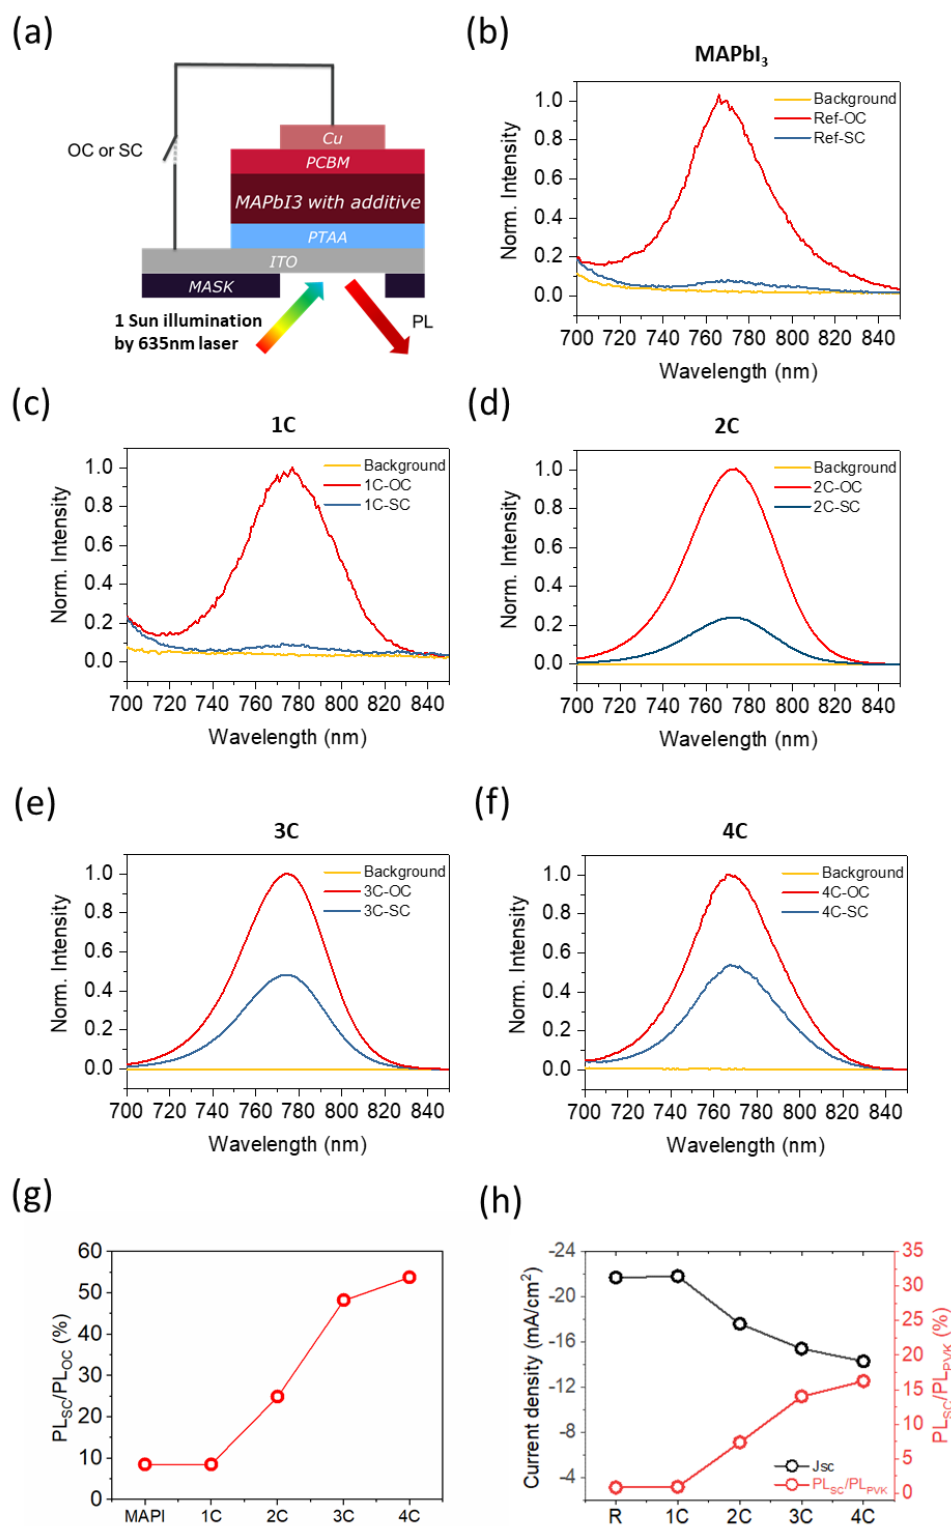 (a)
Cu
PCBM
MAPbI3 with additive
PTAA
ITO
MASK
OC or SC
1 Sun illumination
by 635nm laser
PL
(b)
MAPbI₃
Background
Ref-OC
Ref-SC
Norm. Intensity
1.0
0.8
0.6
0.4
0.2
0.0
700 720 740 760 780 800 820 840
Wavelength (nm)
(c)
1C
Background
1C-OC
1C-SC
Norm. Intensity
1.0
0.8
0.6
0.4
0.2
0.0
700 720 740 760 780 800 820 840
Wavelength (nm)
(d)
2C
Background
2C-OC
2C-SC
Norm. Intensity
1.0
0.8
0.6
0.4
0.2
0.0
700 720 740 760 780 800 820 840
Wavelength (nm)
(e)
3C
Background
3C-OC
3C-SC
Norm. Intensity
1.0
0.8
0.6
0.4
0.2
0.0
700 720 740 760 780 800 820 840
Wavelength (nm)
(f)
4C
Background
4C-OC
4C-SC
Norm. Intensity
1.0
0.8
0.6
0.4
0.2
0.0
700 720 740 760 780 800 820 840
Wavelength (nm)
(g)
PL_SC/PL_OC (%)
60
50
40
30
20
10
0
MAPI 1C 2C 3C 4C
(h)
Current density (mA/cm²)
-24
-20
-16
-12
-8
-4
35
30
25
20
15
10
5
0
PL_SC/PL_PVK (%)
Jsc
PL_SC/PL_PVK
R 1C 2C 3C 4C